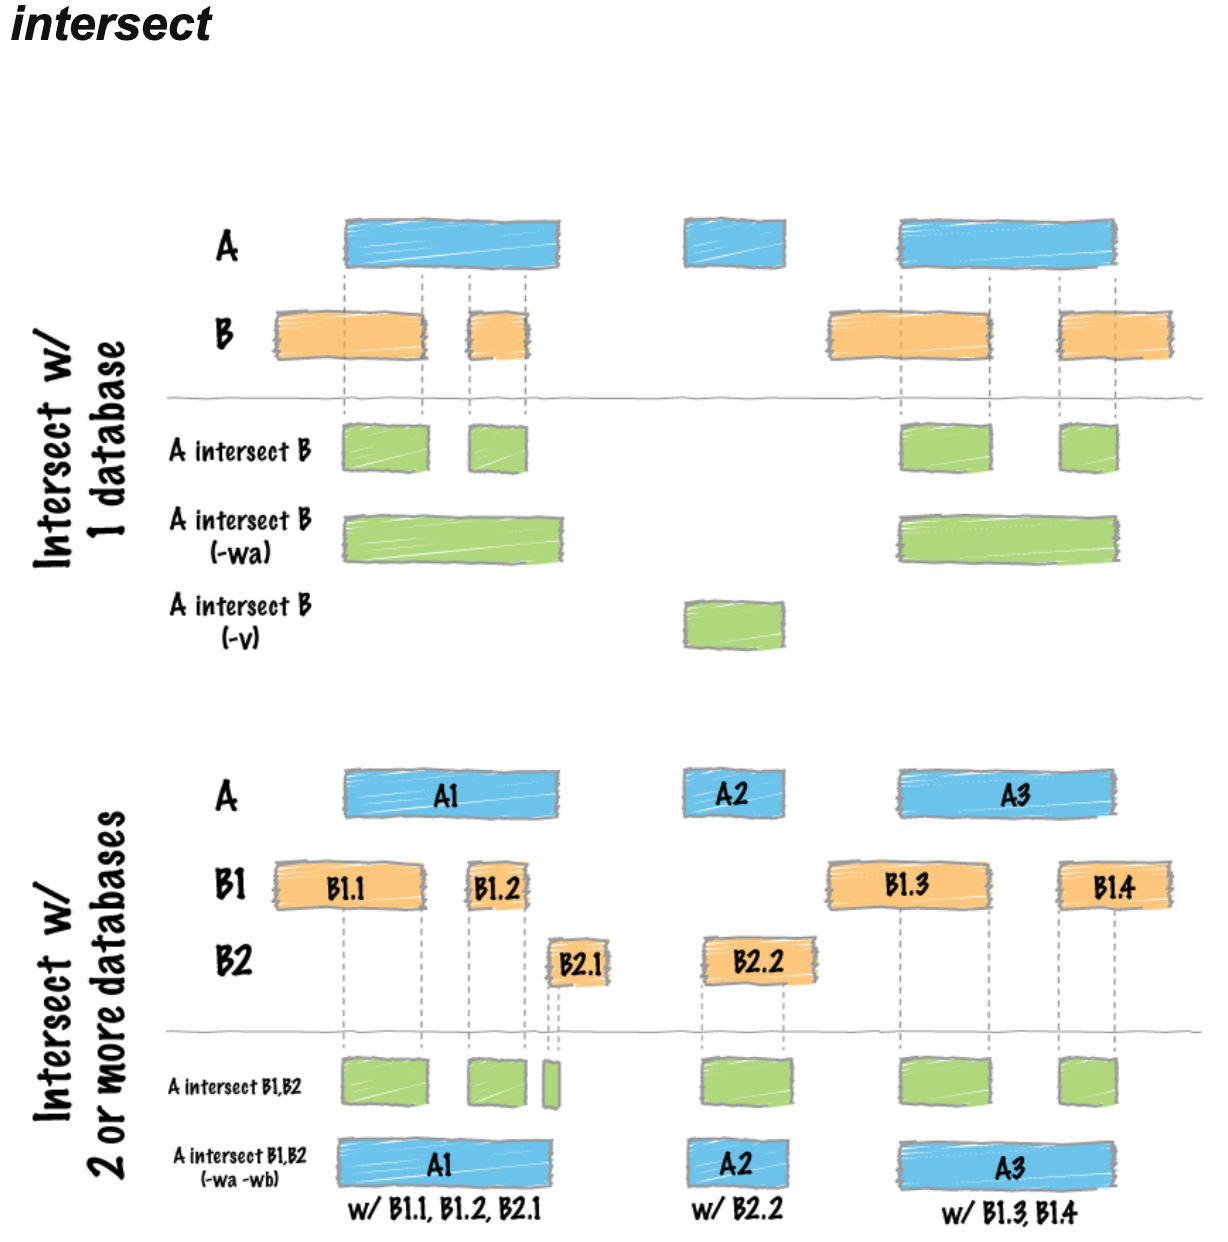 intersect
Intersect w/
1 database
A
B
A intersect B
A intersect B
(-wa)
A intersect B
(-v)
Intersect w/
2 or more databases
A
A1
A2
A3
B1
B1.1
B1.2
B1.3
B1.4
B2
B2.1
B2.2
A intersect B1,B2
A intersect B1,B2
(-wa -wb)
A1
A2
A3
w/ B1.1, B1.2, B2.1
w/ B2.2
w/ B1.3, B1.4